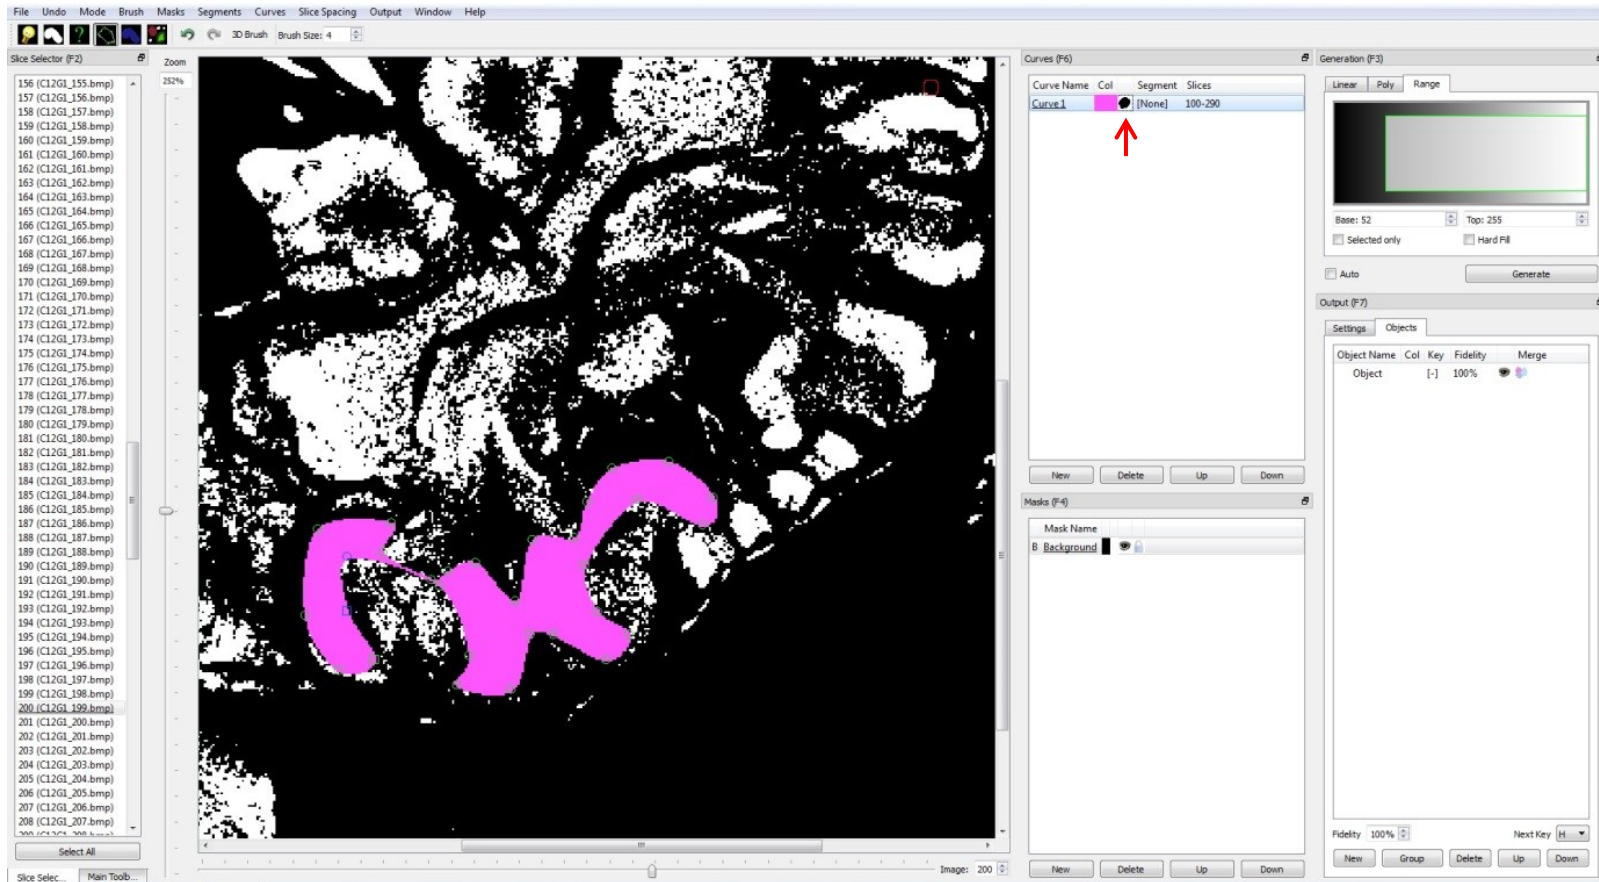 File Undo Mode Brush Masks Segments Curves Slice Spacing Output Window Help
3D Brush Brush Size: 4
Slice Selector (F2)
156 (C12G1_155.bmp)
157 (C12G1_156.bmp)
158 (C12G1_157.bmp)
159 (C12G1_158.bmp)
160 (C12G1_159.bmp)
161 (C12G1_160.bmp)
162 (C12G1_161.bmp)
163 (C12G1_162.bmp)
164 (C12G1_163.bmp)
165 (C12G1_164.bmp)
166 (C12G1_165.bmp)
167 (C12G1_166.bmp)
168 (C12G1_167.bmp)
169 (C12G1_168.bmp)
170 (C12G1_169.bmp)
171 (C12G1_170.bmp)
172 (C12G1_171.bmp)
173 (C12G1_172.bmp)
174 (C12G1_173.bmp)
175 (C12G1_174.bmp)
176 (C12G1_175.bmp)
177 (C12G1_176.bmp)
178 (C12G1_177.bmp)
179 (C12G1_178.bmp)
180 (C12G1_179.bmp)
181 (C12G1_180.bmp)
182 (C12G1_181.bmp)
183 (C12G1_182.bmp)
184 (C12G1_183.bmp)
185 (C12G1_184.bmp)
186 (C12G1_185.bmp)
187 (C12G1_186.bmp)
188 (C12G1_187.bmp)
189 (C12G1_188.bmp)
190 (C12G1_189.bmp)
191 (C12G1_190.bmp)
192 (C12G1_191.bmp)
193 (C12G1_192.bmp)
194 (C12G1_193.bmp)
195 (C12G1_194.bmp)
196 (C12G1_195.bmp)
197 (C12G1_196.bmp)
198 (C12G1_197.bmp)
199 (C12G1_198.bmp)
200 (C12G1_199.bmp)
201 (C12G1_200.bmp)
202 (C12G1_201.bmp)
203 (C12G1_202.bmp)
204 (C12G1_203.bmp)
205 (C12G1_204.bmp)
206 (C12G1_205.bmp)
207 (C12G1_206.bmp)
208 (C12G1_207.bmp)
209 (C12G1_208.bmp)
Select All
Slice Selec... Main Toolb...
Zoom
252%
Image: 200
Curves (F6)
Curve Name Col Segment Slices
Curve 1 [None] 100-290
New Delete Up Down
Masks (F4)
Mask Name
B Background
New Delete Up Down
Generation (F3)
Linear Poly Range
Base: 52 Top: 255
Selected only Hard Fill
Auto Generate
Output (F7)
Settings Objects
Object Name Col Key Fidelity Merge
Object [-] 100%
Fidelity 100% Next Key H
New Group Delete Up Down